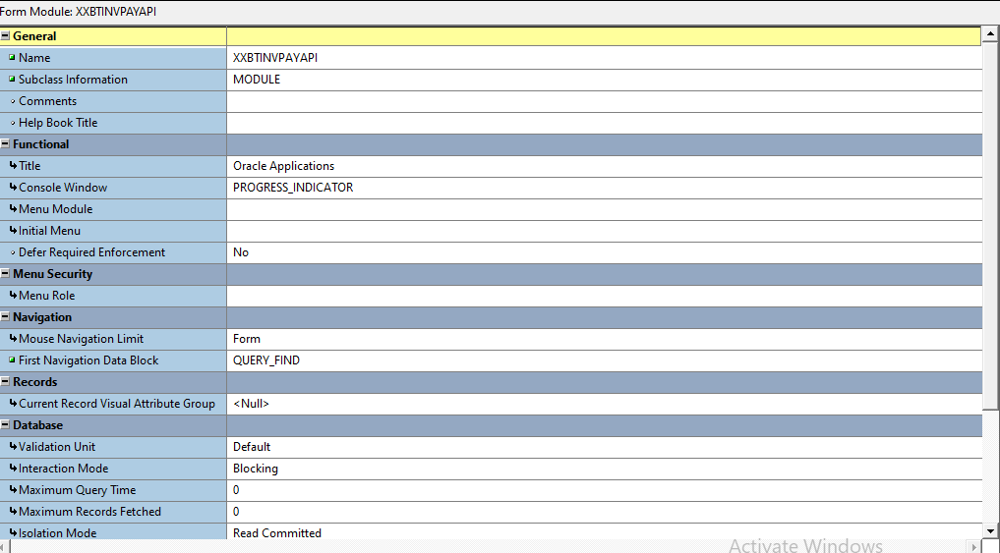 Form Module: XXBTINVPAYAPI
General
Name XXBTINVPAYAPI
Subclass Information MODULE
Comments
Help Book Title
Functional
Title Oracle Applications
Console Window PROGRESS_INDICATOR
Menu Module
Initial Menu
Defer Required Enforcement No
Menu Security
Menu Role
Navigation
Mouse Navigation Limit Form
First Navigation Data Block QUERY_FIND
Records
Current Record Visual Attribute Group <Null>
Database
Validation Unit Default
Interaction Mode Blocking
Maximum Query Time 0
Maximum Records Fetched 0
Isolation Mode Read Committed
Activate Windows